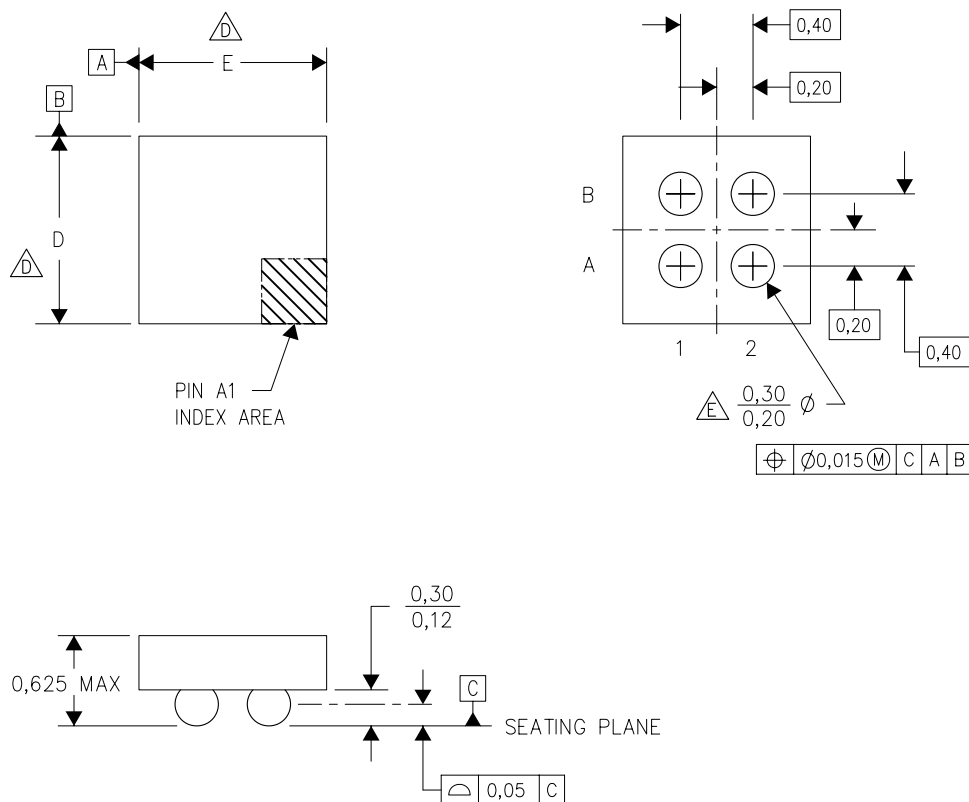 D
A
E
B
D
D
PIN A1
INDEX AREA
0,40
0,20
B
A
1 2
0,20
0,40
E 0,30 Ø
0,20
⌖ Ø0,015 Ⓜ C A B
0,30
0,12
0,625 MAX
C
SEATING PLANE
⌓ 0,05 C